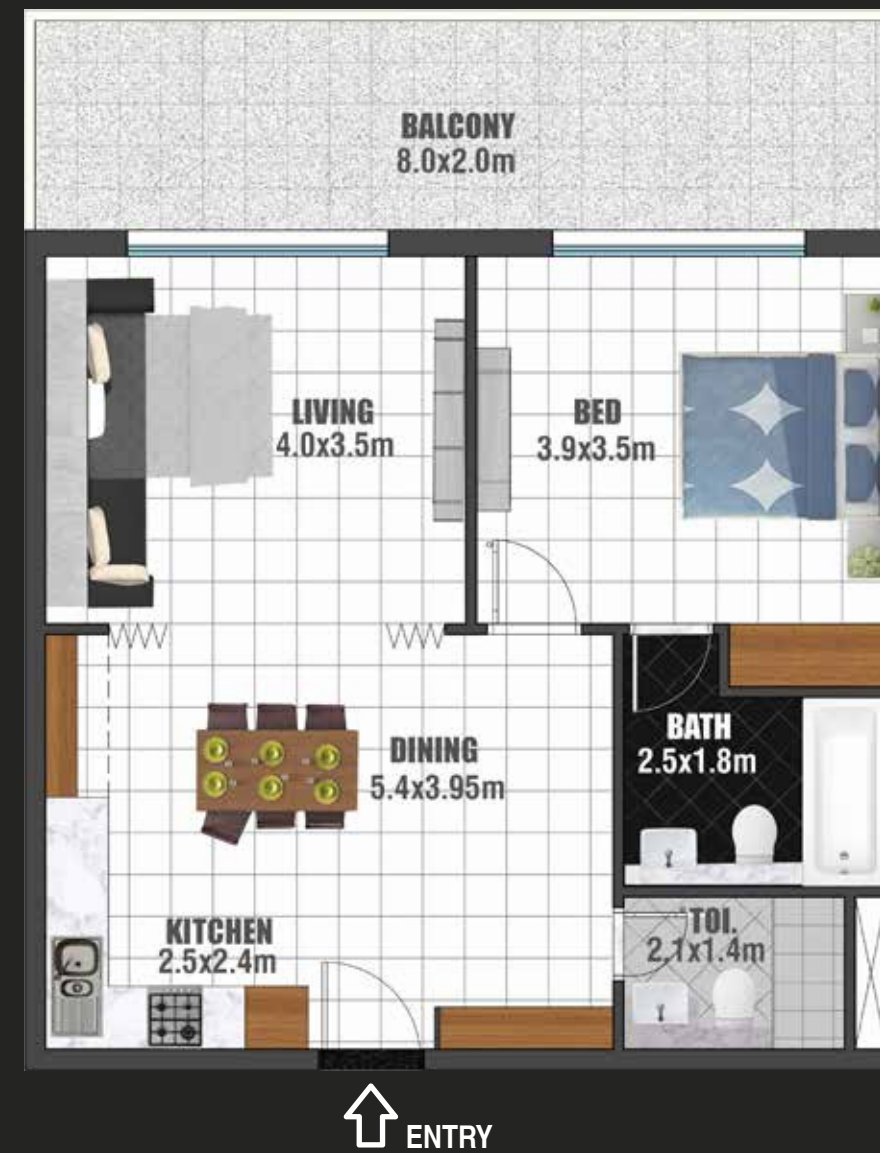 BALCONY
8.0x2.0m
LIVING
4.0x3.5m
BED
3.9x3.5m
DINING
5.4x3.95m
BATH
2.5x1.8m
KITCHEN
2.5x2.4m
TOI.
2.1x1.4m
ENTRY